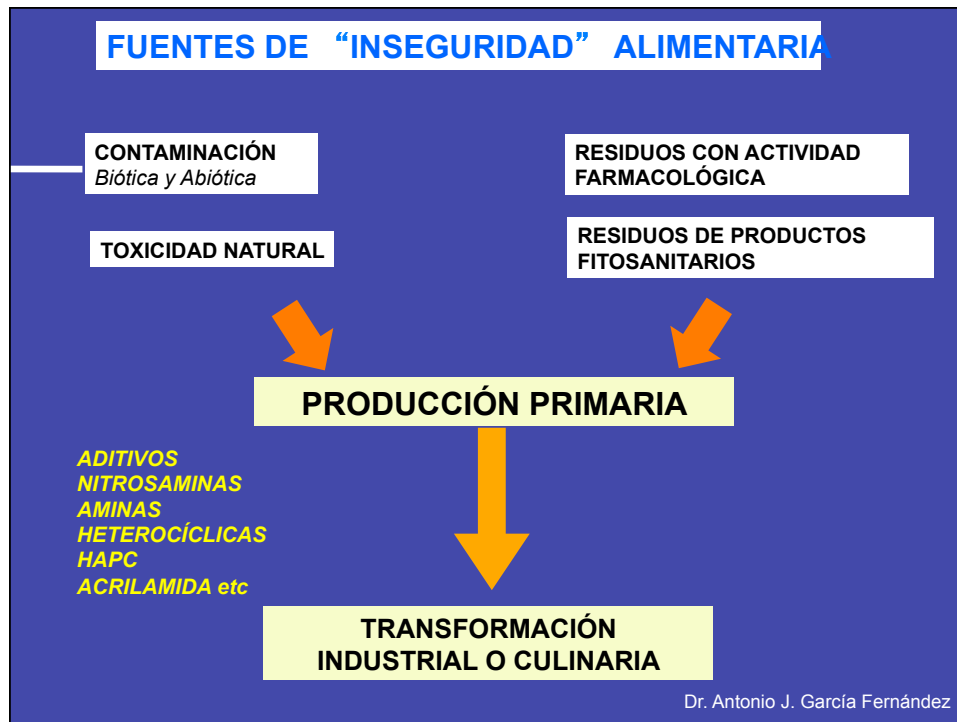 FUENTES DE “INSEGURIDAD” ALIMENTARIA
CONTAMINACIÓN
Biótica y Abiótica
RESIDUOS CON ACTIVIDAD
FARMACOLÓGICA
TOXICIDAD NATURAL
RESIDUOS DE PRODUCTOS
FITOSANITARIOS
PRODUCCIÓN PRIMARIA
ADITIVOS
NITROSAMINAS
AMINAS
HETEROCÍCLICAS
HAPC
ACRILAMIDA etc
TRANSFORMACIÓN
INDUSTRIAL O CULINARIA
Dr. Antonio J. García Fernández